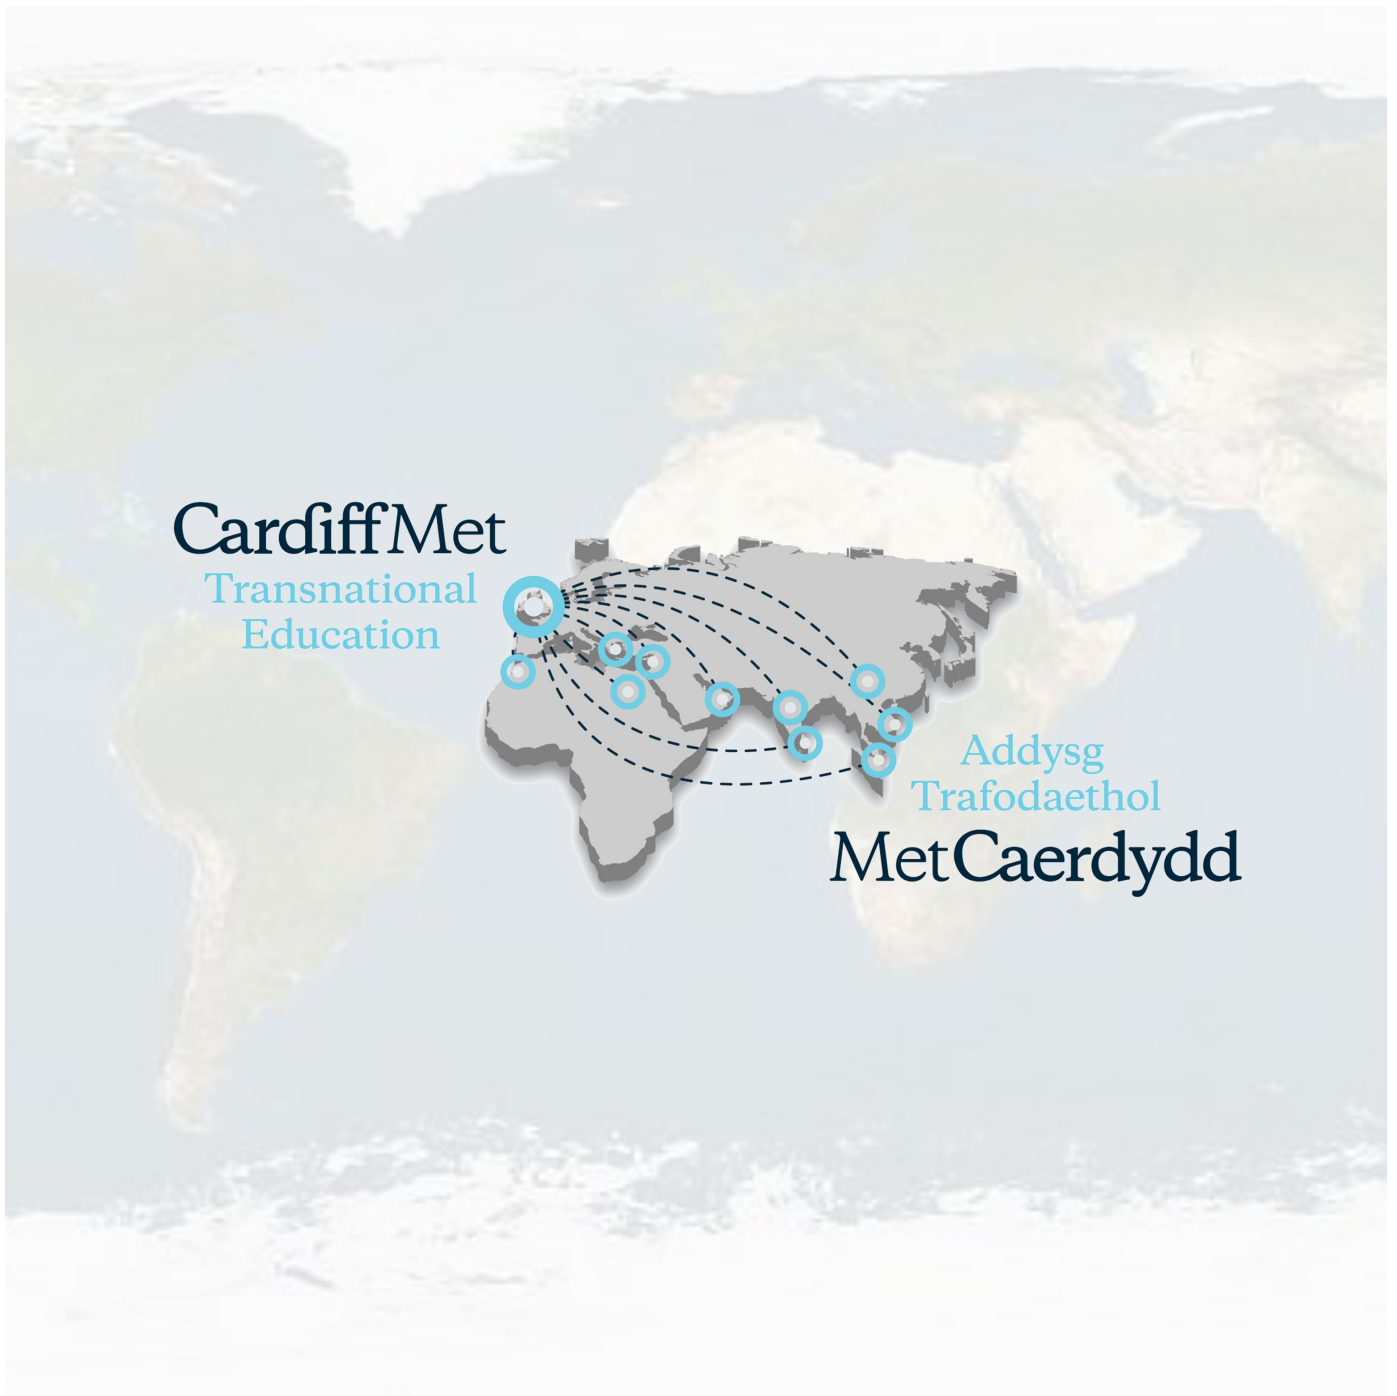 CardiffMet
Transnational
Education
Addysg
Trafodaethol
MetCaerdydd